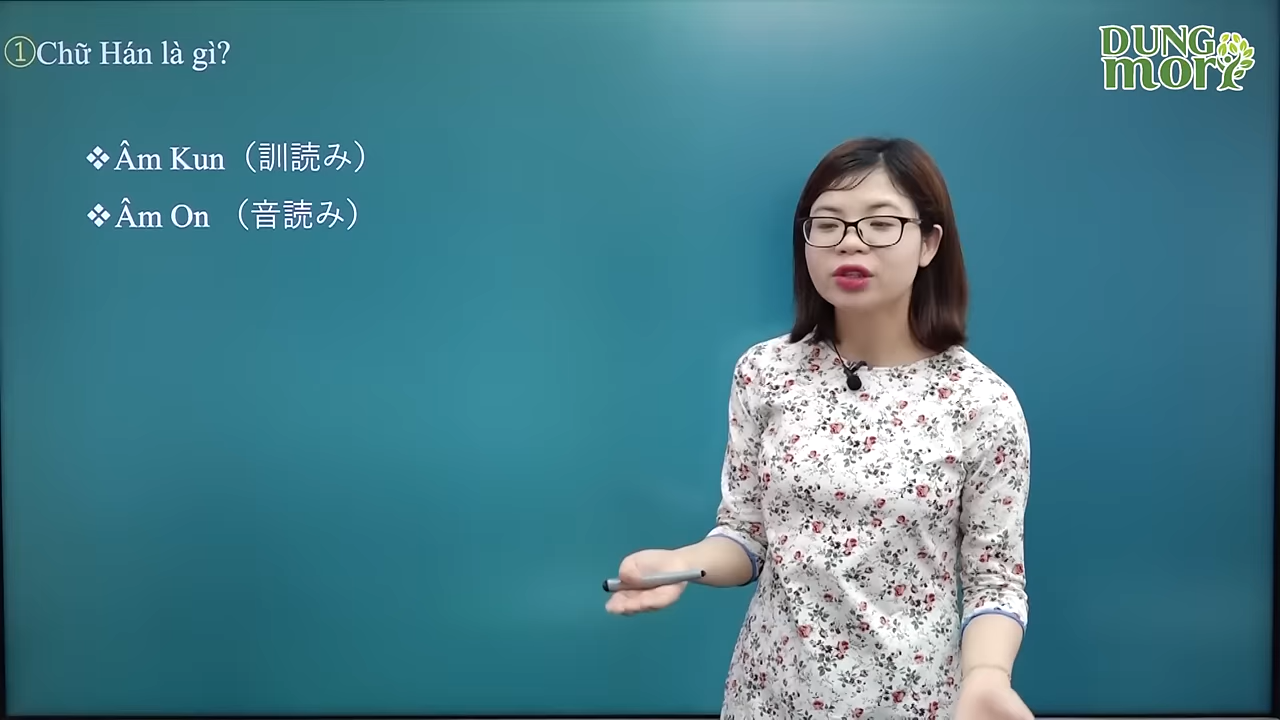 ①Chữ Hán là gì?
DUNG
mori
❖Âm Kun（訓読み）
❖Âm On （音読み）